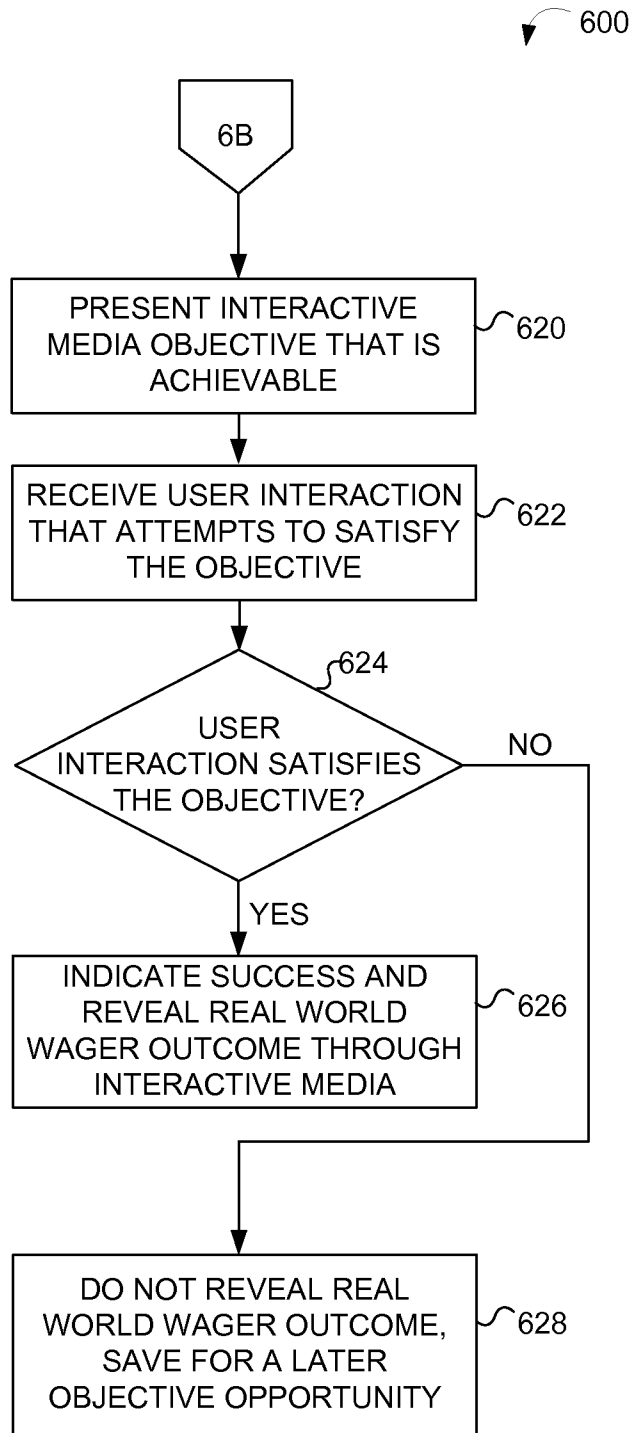 600
6B
PRESENT INTERACTIVE
MEDIA OBJECTIVE THAT IS
ACHIEVABLE
620
RECEIVE USER INTERACTION
THAT ATTEMPTS TO SATISFY
THE OBJECTIVE
622
624
USER
INTERACTION SATISFIES
THE OBJECTIVE?
NO
YES
INDICATE SUCCESS AND
REVEAL REAL WORLD
WAGER OUTCOME THROUGH
INTERACTIVE MEDIA
626
DO NOT REVEAL REAL
WORLD WAGER OUTCOME,
SAVE FOR A LATER
OBJECTIVE OPPORTUNITY
628